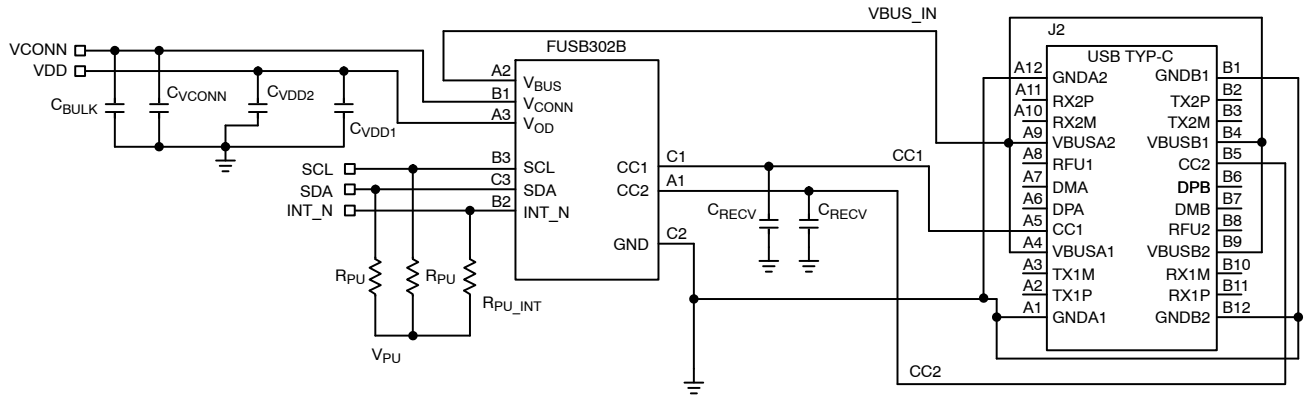 VBUS_IN
J2
VCONN
VDD
FUSB302B
USB TYP-C
CBULK
CVCONN
CVDD2
CVDD1
A2
VBUS
B1
VCONN
A3
VOD
SCL
B3
SCL
SDA
C3
SDA
INT_N
B2
INT_N
CC1
C1
CC1
CC2
A1
GND
C2
CRECV
CRECV
RPU
RPU
RPU_INT
VPU
CC2
A12
GNDA2
GNDB1
B1
A11
RX2P
TX2P
B2
A10
RX2M
TX2M
B3
A9
VBUSA2
VBUSB1
B4
A8
RFU1
CC2
B5
A7
DMA
DPB
B6
A6
DPA
DMB
B7
A5
CC1
RFU2
B8
A4
VBUSA1
VBUSB2
B9
A3
TX1M
RX1M
B10
A2
TX1P
RX1P
B11
A1
GNDA1
GNDB2
B12